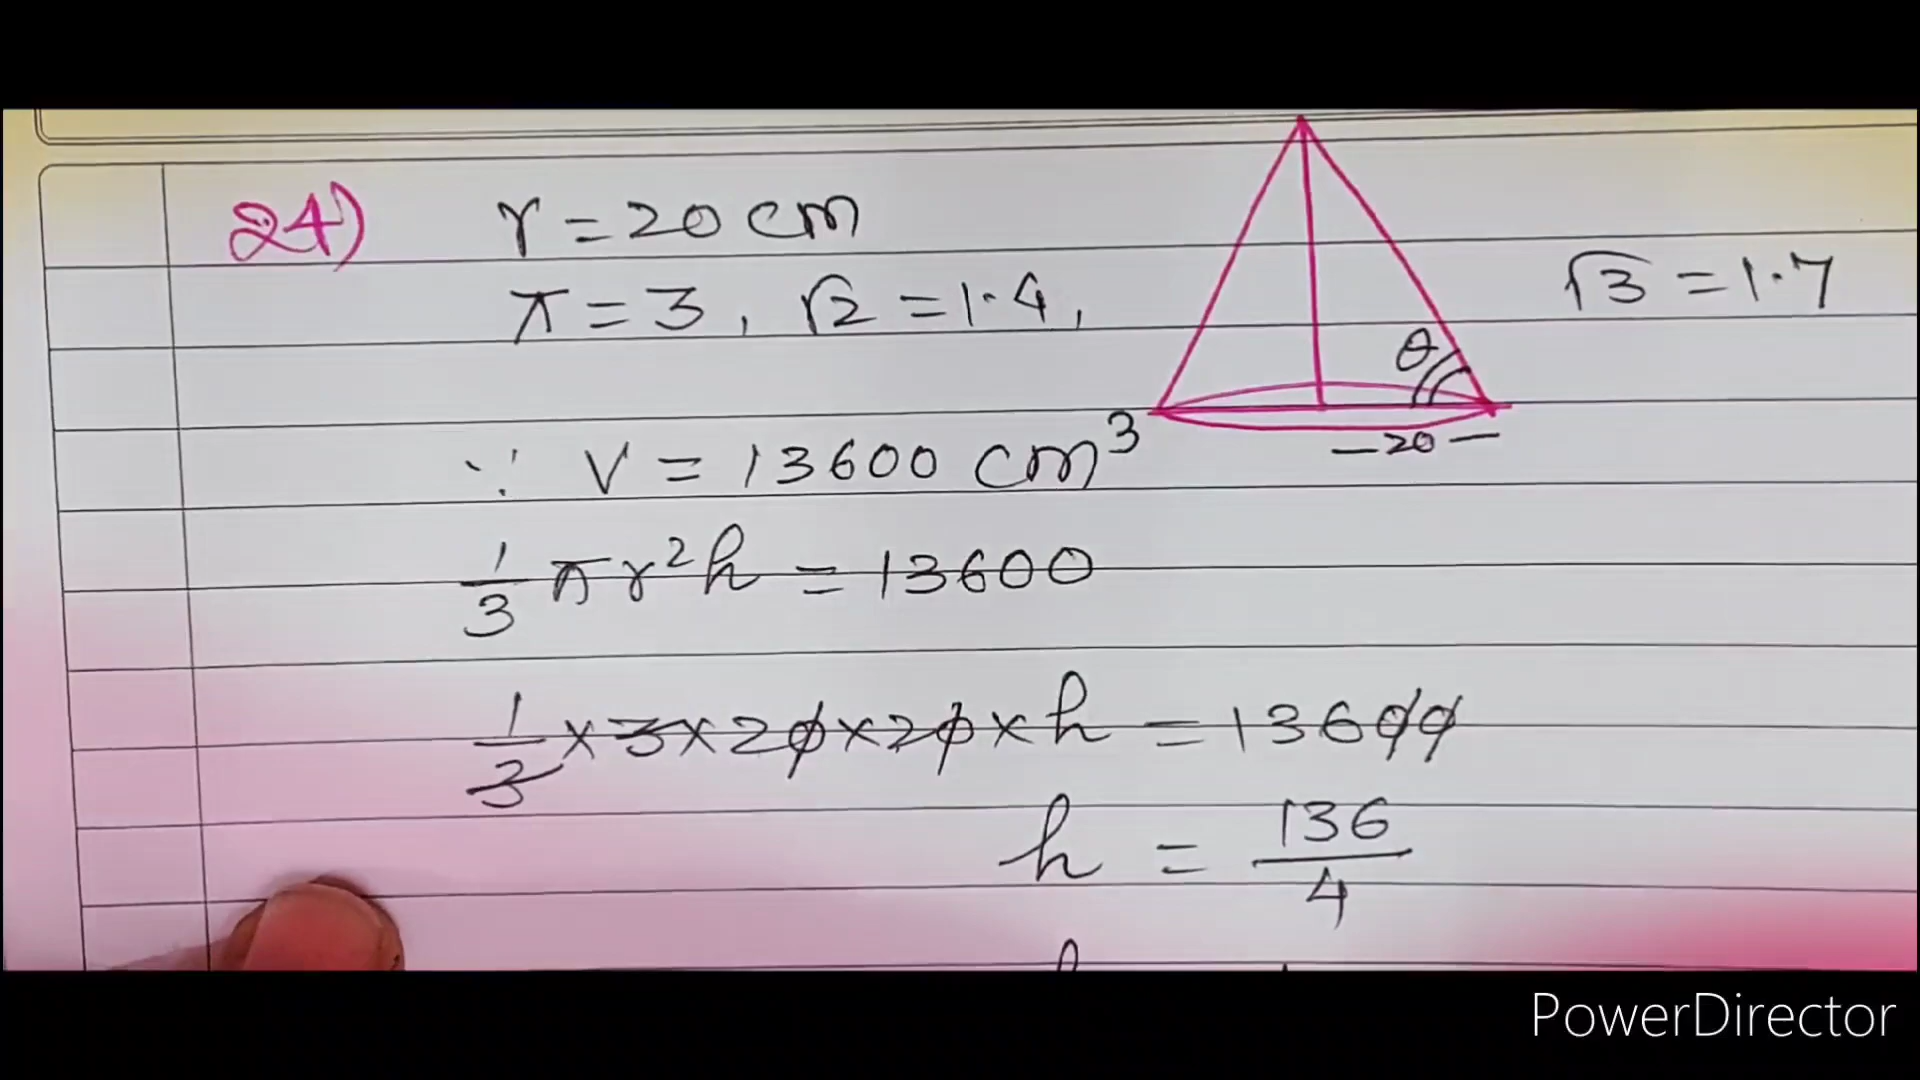 24) r = 20 cm
π = 3, √2 = 1.4, √3 = 1.7
θ
-20-
∵ V = 13600 cm³
1/3 πr²h = 13600
1/3 × 3 × 20 × 20 × h = 13600
h = 136/4
PowerDirector